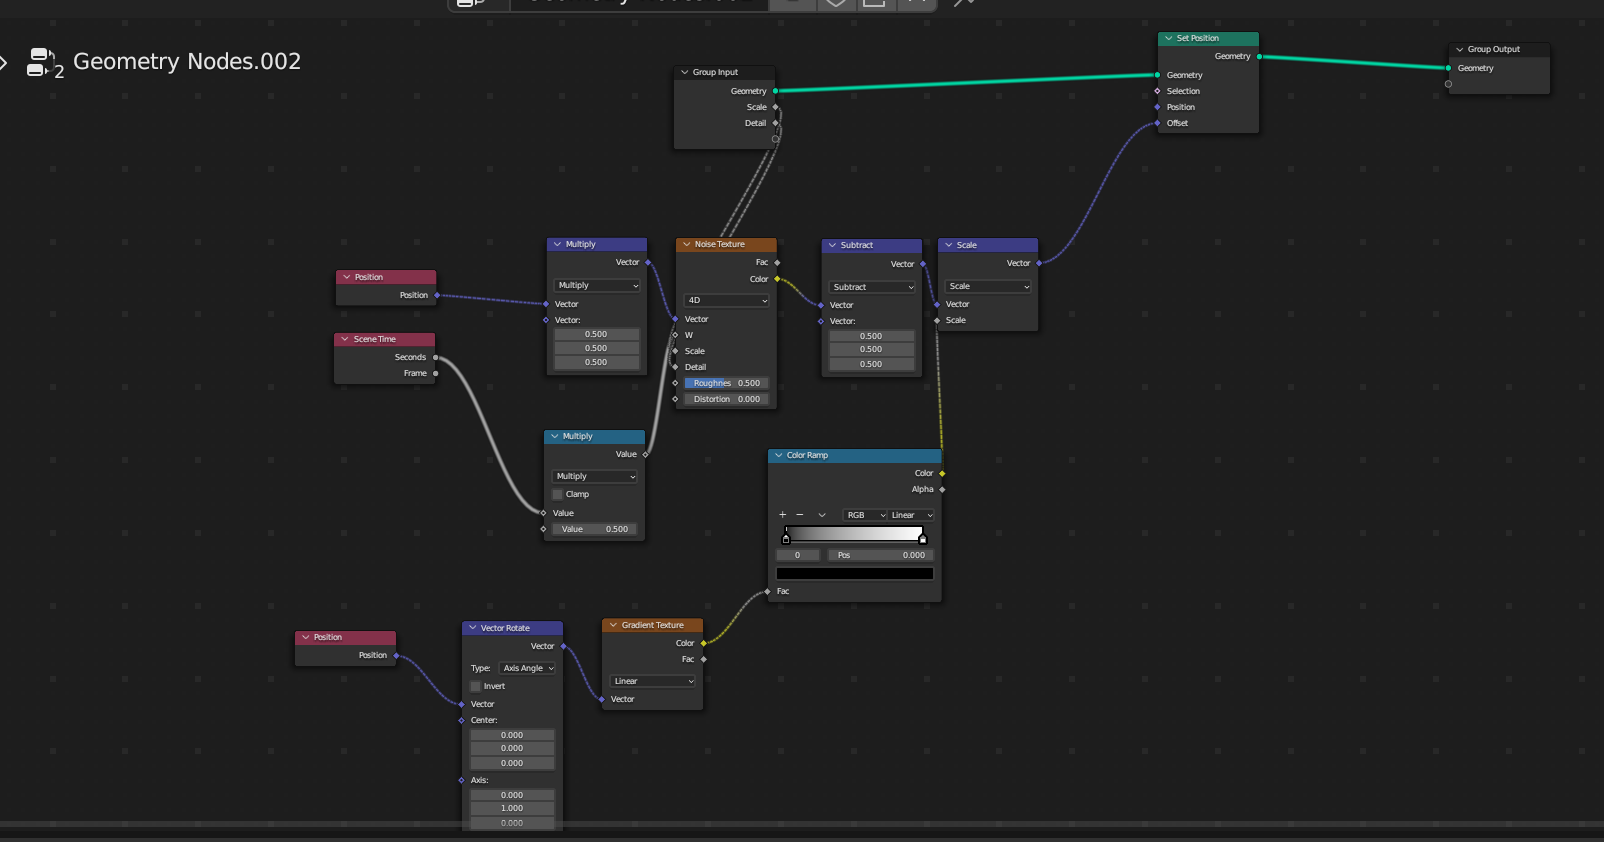 2 Geometry Nodes.002
Group Input
Geometry
Scale
Detail
Set Position
Geometry
Geometry
Selection
Position
Offset
Group Output
Geometry
Position
Position
Scene Time
Seconds
Frame
Multiply
Vector
Multiply
Vector
Vector:
0.500
0.500
0.500
Noise Texture
Fac
Color
4D
Vector
W
Scale
Detail
Roughnes 0.500
Distortion 0.000
Subtract
Vector
Subtract
Vector
Vector:
0.500
0.500
0.500
Scale
Vector
Scale
Vector
Scale
Multiply
Value
Multiply
Clamp
Value
Value 0.500
Color Ramp
Color
Alpha
+ − RGB Linear
0 Pos 0.000
Fac
Position
Position
Vector Rotate
Vector
Type: Axis Angle
Invert
Vector
Center:
0.000
0.000
0.000
Axis:
0.000
1.000
0.000
Gradient Texture
Color
Fac
Linear
Vector